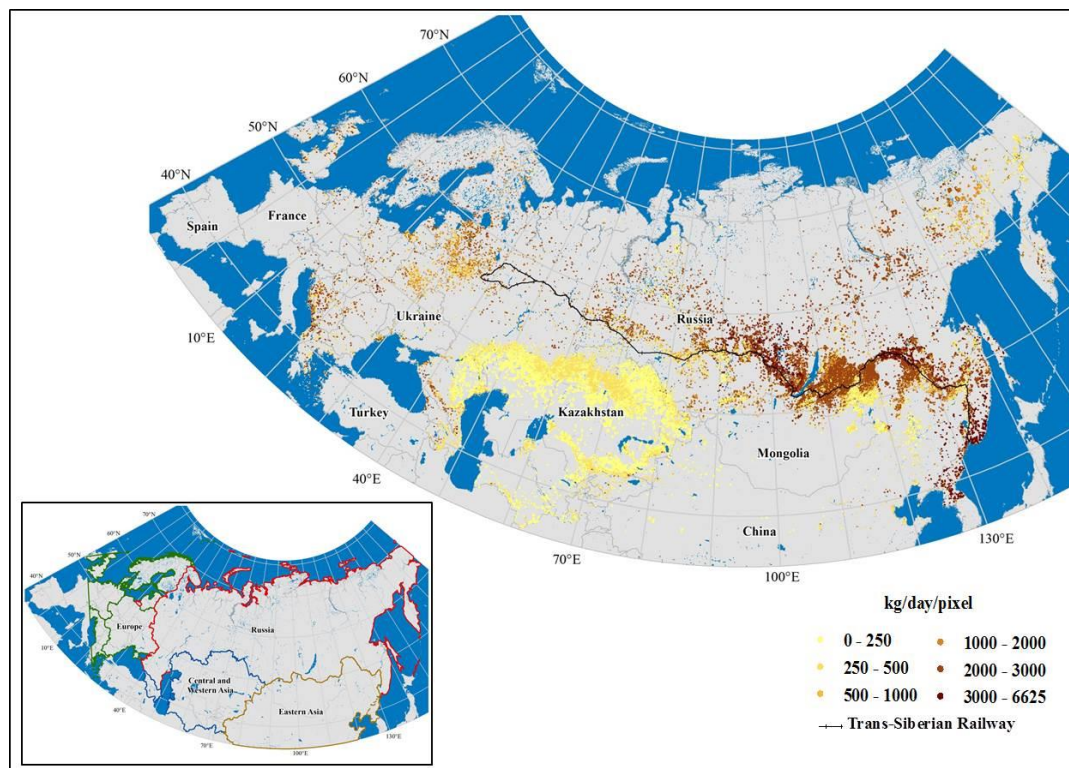 70°N
60°N
50°N
40°N
Spain
France
Ukraine
Russia
10°E
Turkey
Kazakhstan
Mongolia
40°E
China
70°E
100°E
130°E
kg/day/pixel
0 - 250
250 - 500
500 - 1000
1000 - 2000
2000 - 3000
3000 - 6625
Trans-Siberian Railway
70°N
60°N
50°N
40°N
Europe
Russia
10°E
Central and
Western Asia
Eastern Asia
40°E
70°E
100°E
130°E